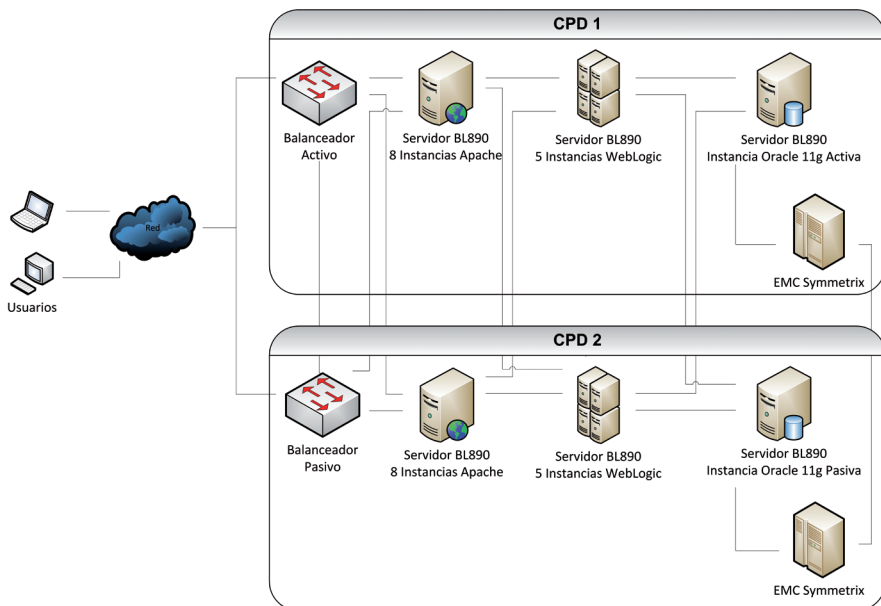 CPD 1
Balanceador
Activo
Servidor BL890
8 Instancias Apache
Servidor BL890
5 Instancias WebLogic
Servidor BL890
Instancia Oracle 11g Activa
EMC Symmetrix
Red
Usuarios
CPD 2
Balanceador
Pasivo
Servidor BL890
8 Instancias Apache
Servidor BL890
5 Instancias WebLogic
Servidor BL890
Instancia Oracle 11g Pasiva
EMC Symmetrix